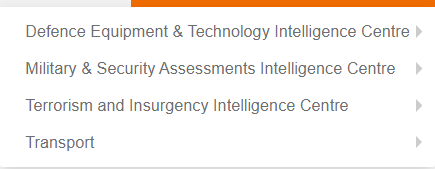 Defence Equipment & Technology Intelligence Centre
Military & Security Assessments Intelligence Centre
Terrorism and Insurgency Intelligence Centre
Transport